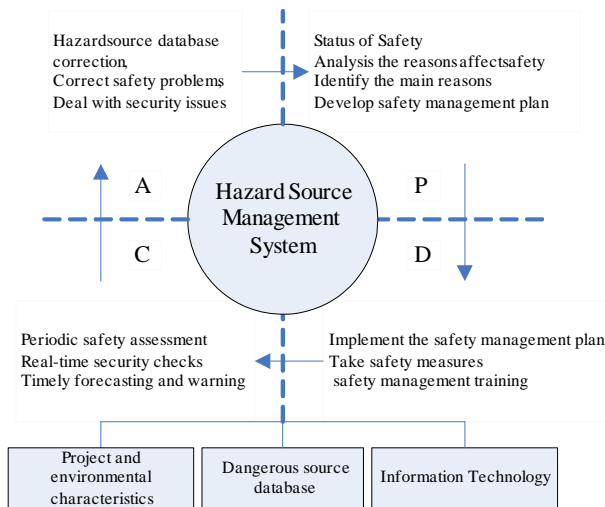 Hazardsource database
correction,
Correct safety problems,
Deal with security issues
Status of Safety
Analysis the reasons affectsafety
Identify the main reasons
Develop safety management plan
A
P
Hazard Source
Management
System
C
D
Periodic safety assessment
Real-time security checks
Timely forecasting and warning
Implement the safety management plan
Take safety measures
safety management training
Project and
environmental
characteristics
Dangerous source
database
Information Technology